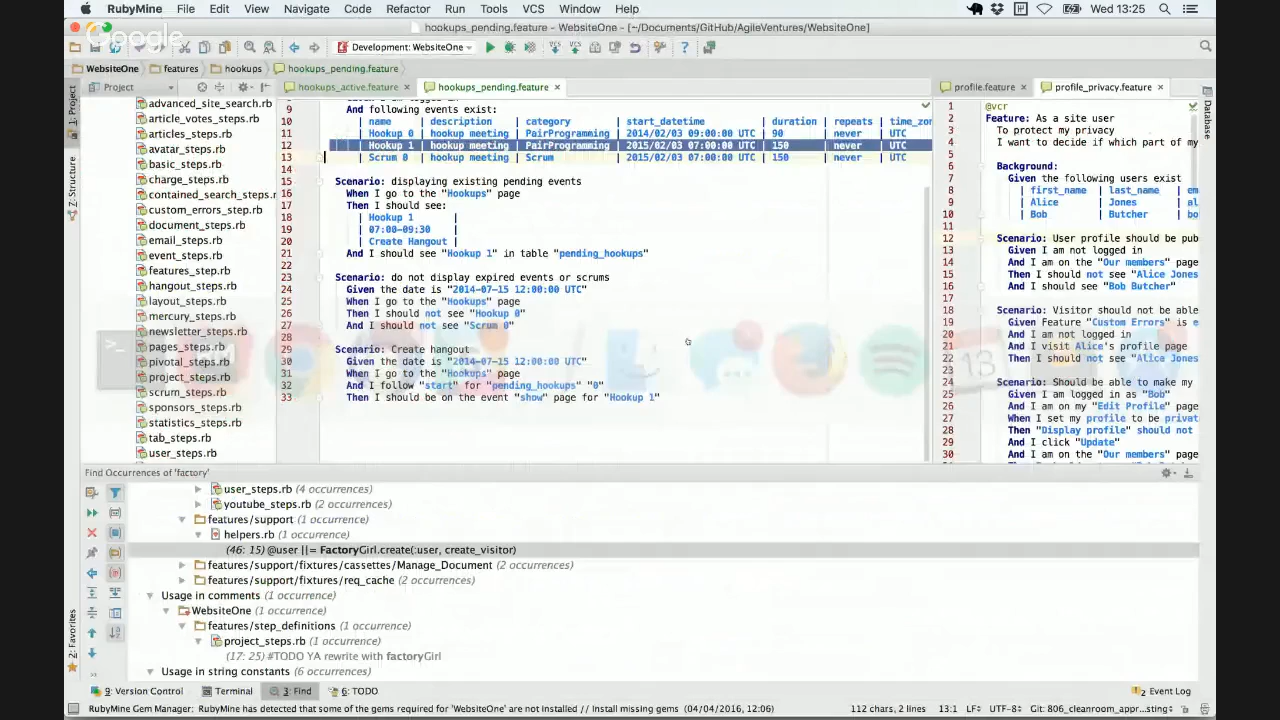 RubyMine File Edit View Navigate Code Refactor Run Tools VCS Window Help Wed 13:25
hookups_pending.feature - WebsiteOne - [~/Documents/GitHub/AgileVentures/WebsiteOne]
Google
Development: WebsiteOne
WebsiteOne features hookups hookups_pending.feature
1: Project
Z: Structure
2: Favorites
Database
Project
advanced_site_search.rb
article_votes_steps.rb
articles_steps.rb
avatar_steps.rb
basic_steps.rb
charge_steps.rb
contained_search_steps.rb
custom_errors_step.rb
document_steps.rb
email_steps.rb
event_steps.rb
features_step.rb
hangout_steps.rb
layout_steps.rb
mercury_steps.rb
newsletter_steps.rb
pages_steps.rb
pivotal_steps.rb
project_steps.rb
scrum_steps.rb
sponsors_steps.rb
statistics_steps.rb
tab_steps.rb
user_steps.rb
hookups_active.feature hookups_pending.feature
9 And following events exist:
10 | name | description | category | start_datetime | duration | repeats | time_zon
11 | Hookup 0 | hookup meeting | PairProgramming | 2014/02/03 09:00:00 UTC | 90 | never | UTC
12 | Hookup 1 | hookup meeting | PairProgramming | 2015/02/03 07:00:00 UTC | 150 | never | UTC
13 | Scrum 0 | hookup meeting | Scrum | 2015/02/03 07:00:00 UTC | 150 | never | UTC
14
15 Scenario: displaying existing pending events
16 When I go to the "Hookups" page
17 Then I should see:
18 | Hookup 1 |
19 | 07:00-09:30 |
20 | Create Hangout |
21 And I should see "Hookup 1" in table "pending_hookups"
22
23 Scenario: do not display expired events or scrums
24 Given the date is "2014-07-15 12:00:00 UTC"
25 When I go to the "Hookups" page
26 Then I should not see "Hookup 0"
27 And I should not see "Scrum 0"
28
29 Scenario: Create hangout
30 Given the date is "2014-07-15 12:00:00 UTC"
31 When I go to the "Hookups" page
32 And I follow "start" for "pending_hookups" "0"
33 Then I should be on the event "show" page for "Hookup 1"
13
profile.feature profile_privacy.feature
1 @vcr
2 Feature: As a site user
3 To protect my privacy
4 I want to decide if which part of my
5
6 Background:
7 Given the following users exist
8 | first_name | last_name | em
9 | Alice | Jones | al
10 | Bob | Butcher | bo
11
12 Scenario: User profile should be pub
13 Given I am not logged in
14 And I am on the "Our members" page
15 Then I should not see "Alice Jones
16 And I should see "Bob Butcher"
17
18 Scenario: Visitor should not be able
19 Given Feature "Custom Errors" is e
20 And I am not logged in
21 And I visit Alice's profile page
22 Then I should not see "Alice Jones
23
24 Scenario: Should be able to make my
25 Given I am logged in as "Bob"
26 And I am on my "Edit Profile" page
27 When I set my profile to be privat
28 Then "Display profile" should not
29 And I click "Update"
30 And I am on the "Our members" page
Find Occurrences of 'factory'
user_steps.rb (4 occurrences)
youtube_steps.rb (2 occurrences)
features/support (1 occurrence)
helpers.rb (1 occurrence)
(46: 15) @user ||= FactoryGirl.create(:user, create_visitor)
features/support/fixtures/cassettes/Manage_Document (2 occurrences)
features/support/fixtures/req_cache (2 occurrences)
Usage in comments (1 occurrence)
WebsiteOne (1 occurrence)
features/step_definitions (1 occurrence)
project_steps.rb (1 occurrence)
(17: 25) #TODO YA rewrite with factoryGirl
Usage in string constants (6 occurrences)
9: Version Control Terminal 3: Find 6: TODO 2 Event Log
RubyMine Gem Manager: RubyMine has detected that some of the gems required for 'WebsiteOne' are not installed // Install missing gems (04/04/2016, 12:06) 112 chars, 2 lines 13:1 LF UTF-8 Git: 806_cleanroom_appr...sting